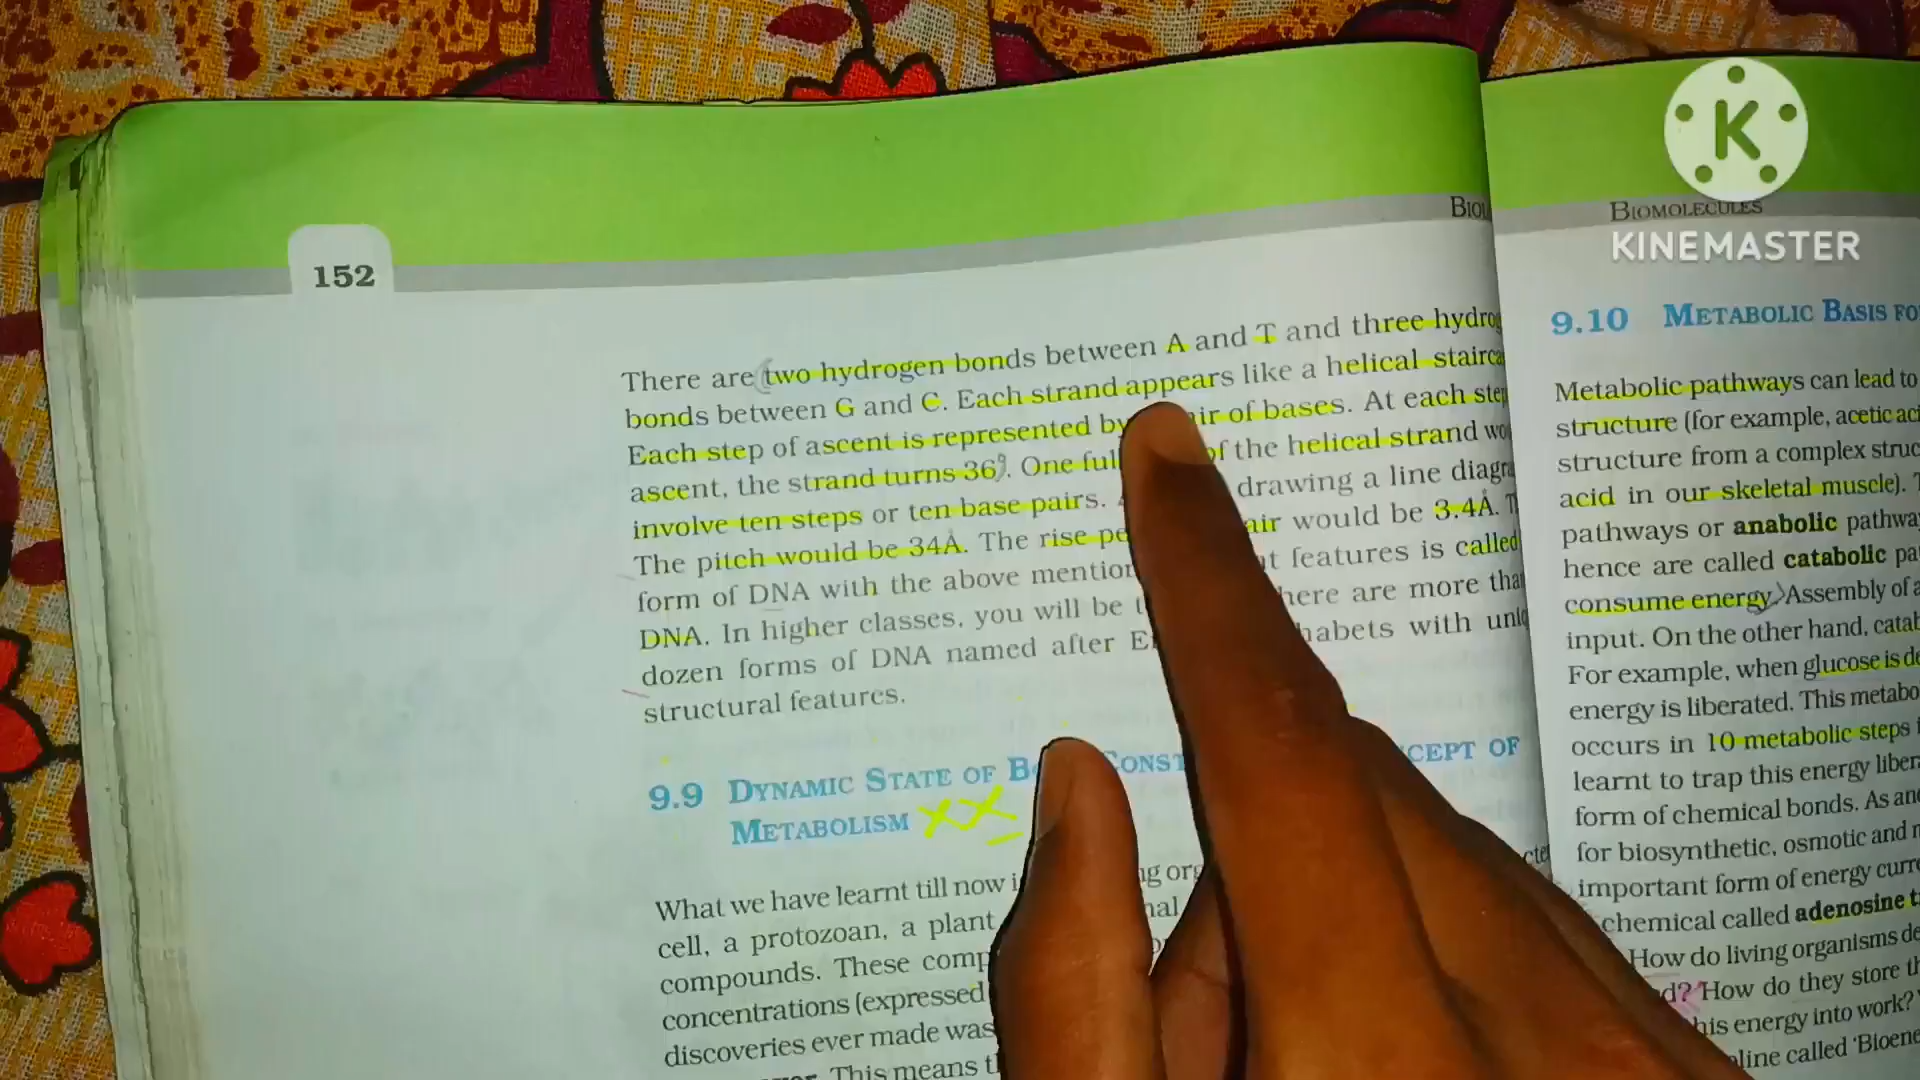 152
BIOL
There are two hydrogen bonds between A and T and three hydrog
bonds between G and C. Each strand appears like a helical stairca
Each step of ascent is represented by air of bases. At each step
ascent, the strand turns 36°. One full of the helical strand wo
involve ten steps or ten base pairs. drawing a line diagra
The pitch would be 34Å. The rise pe air would be 3.4Å. T
form of DNA with the above mention t features is called
DNA. In higher classes, you will be t here are more tha
dozen forms of DNA named after E habets with uniq
structural features.
9.9 DYNAMIC STATE OF B CONST CEPT OF
METABOLISM XX
What we have learnt till now i ng org
cell, a protozoan, a plant nal
compounds. These comp
concentrations (expressed
discoveries ever made was
This means t
K
BIOMOLECULES
KINEMASTER
9.10 METABOLIC BASIS FO
Metabolic pathways can lead to
structure (for example, acetic aci
structure from a complex struc
acid in our skeletal muscle). T
pathways or anabolic pathwa
hence are called catabolic pa
consume energy. Assembly of a
input. On the other hand, catab
For example, when glucose is de
energy is liberated. This metabo
occurs in 10 metabolic steps i
learnt to trap this energy liber
form of chemical bonds. As and
for biosynthetic, osmotic and m
important form of energy curre
chemical called adenosine t
How do living organisms de
d? How do they store th
his energy into work?
pline called 'Bioene